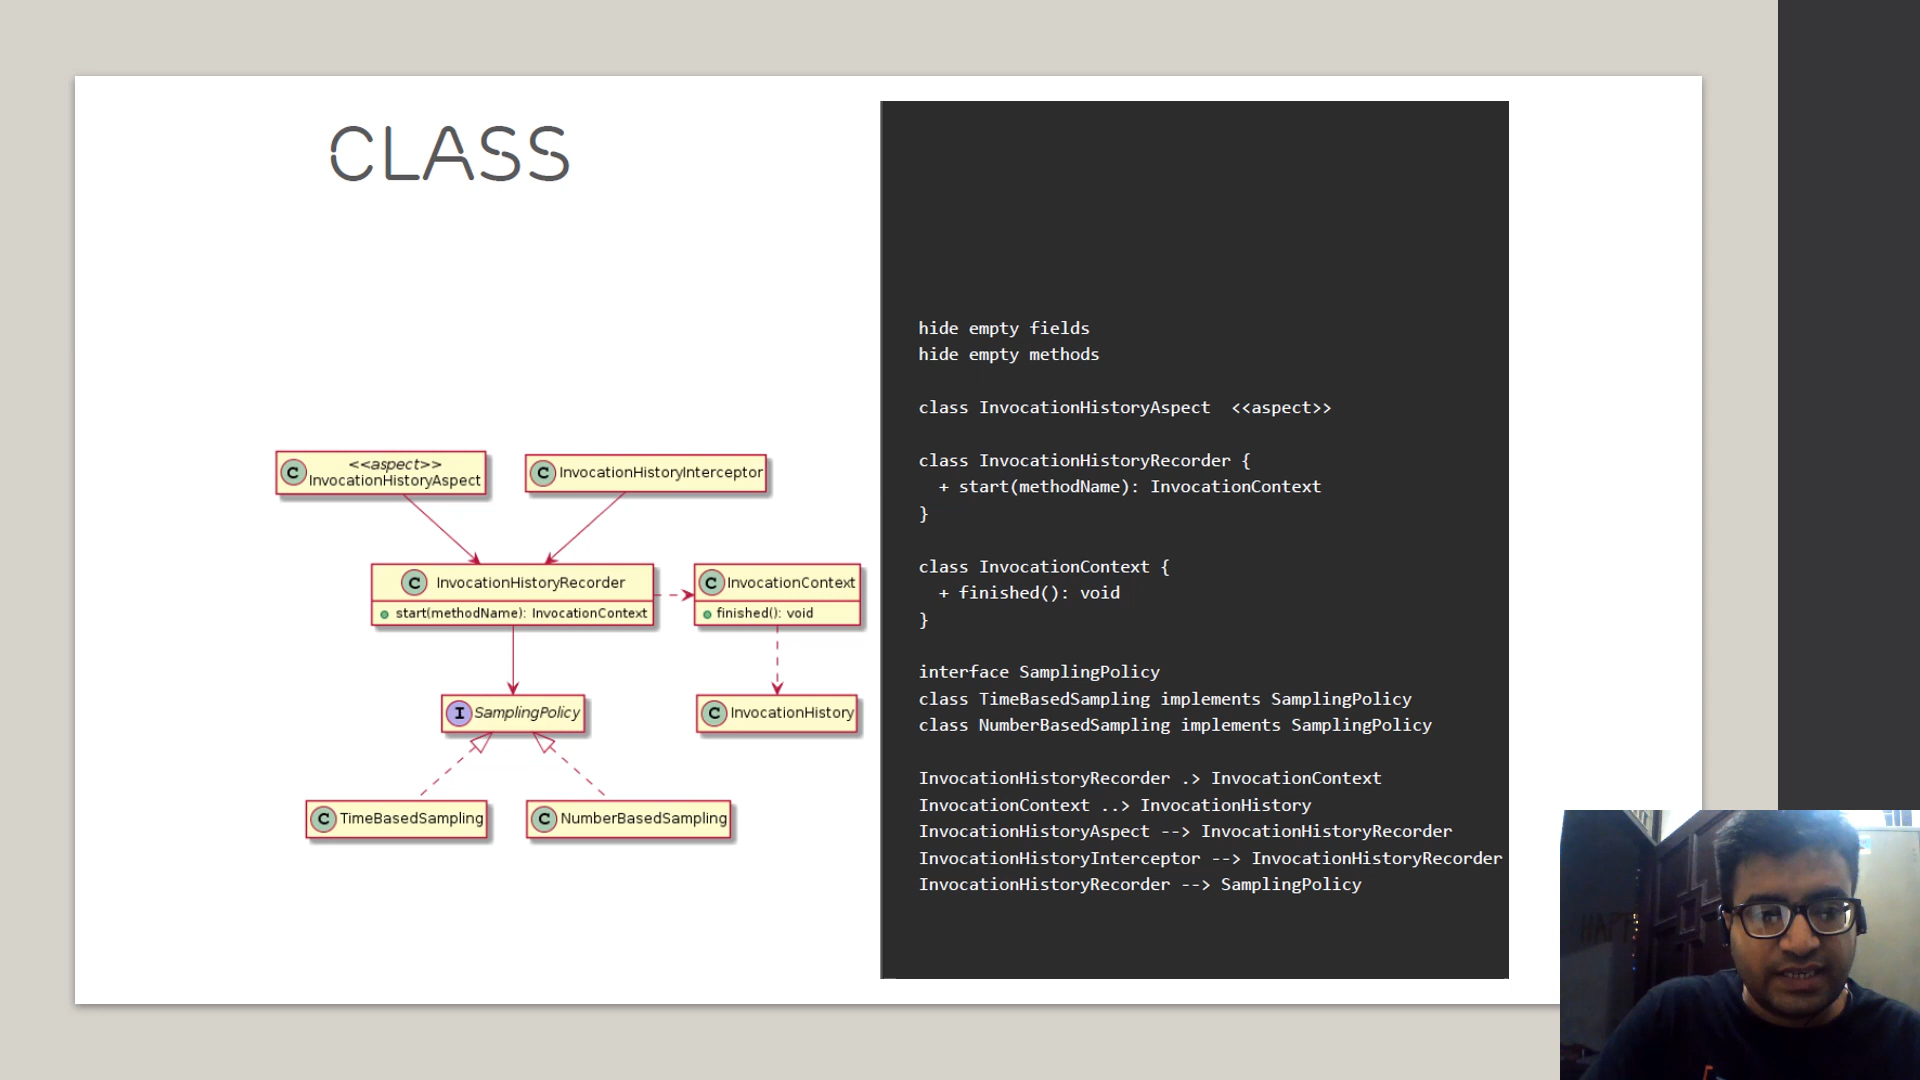 CLASS
<<aspect>>
C InvocationHistoryAspect
C InvocationHistoryInterceptor
C InvocationHistoryRecorder
start(methodName): InvocationContext
C InvocationContext
finished(): void
I SamplingPolicy
C InvocationHistory
C TimeBasedSampling
C NumberBasedSampling
hide empty fields
hide empty methods
class InvocationHistoryAspect <<aspect>>
class InvocationHistoryRecorder {
+ start(methodName): InvocationContext
}
class InvocationContext {
+ finished(): void
}
interface SamplingPolicy
class TimeBasedSampling implements SamplingPolicy
class NumberBasedSampling implements SamplingPolicy
InvocationHistoryRecorder .> InvocationContext
InvocationContext ..> InvocationHistory
InvocationHistoryAspect --> InvocationHistoryRecorder
InvocationHistoryInterceptor --> InvocationHistoryRecorder
InvocationHistoryRecorder --> SamplingPolicy